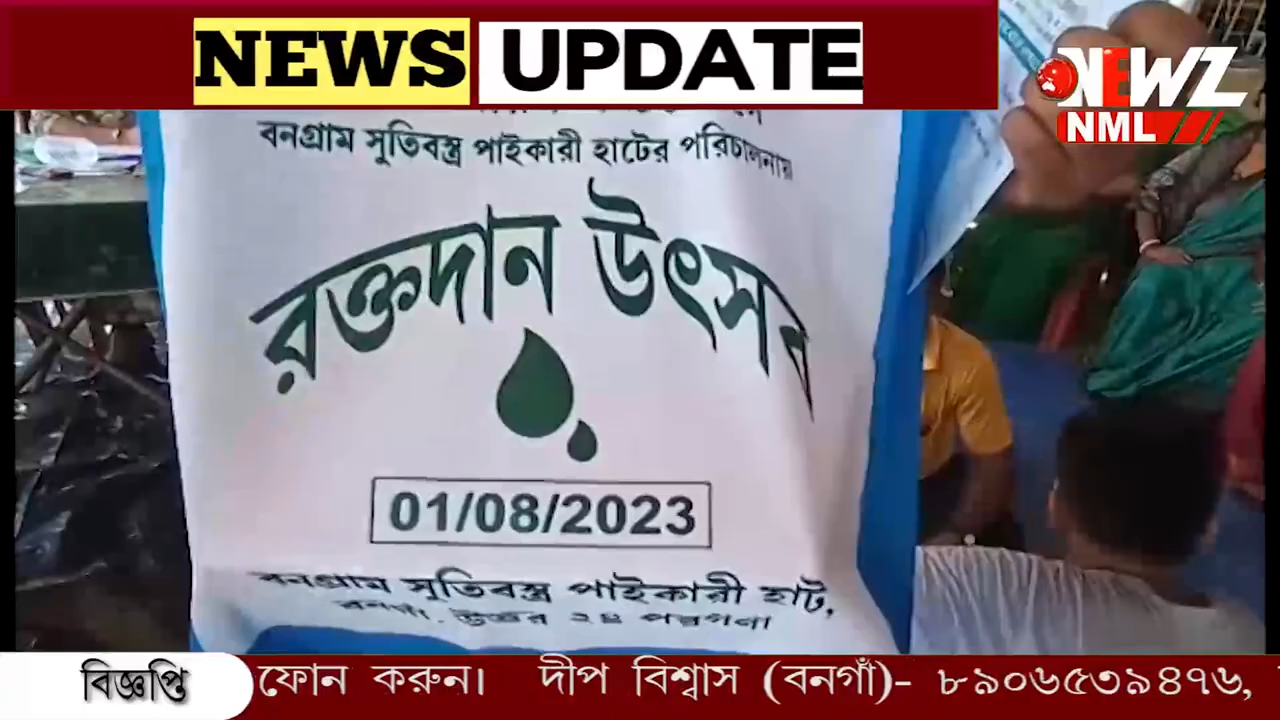 NEWS UPDATE
NEWZ
NML
বনগ্রাম সুতিবস্ত্র পাইকারী হাটের পরিচালনায়
রক্তদান উৎসব
01/08/2023
বনগ্রাম সুতিবস্ত্র পাইকারী হাট,
বনগাঁ, উত্তর ২৪ পরগণা
বিজ্ঞপ্তি
ফোন করুন। দীপ বিশ্বাস (বনগাঁ)- ৮৯০৬৫৩৯৪৭৬,